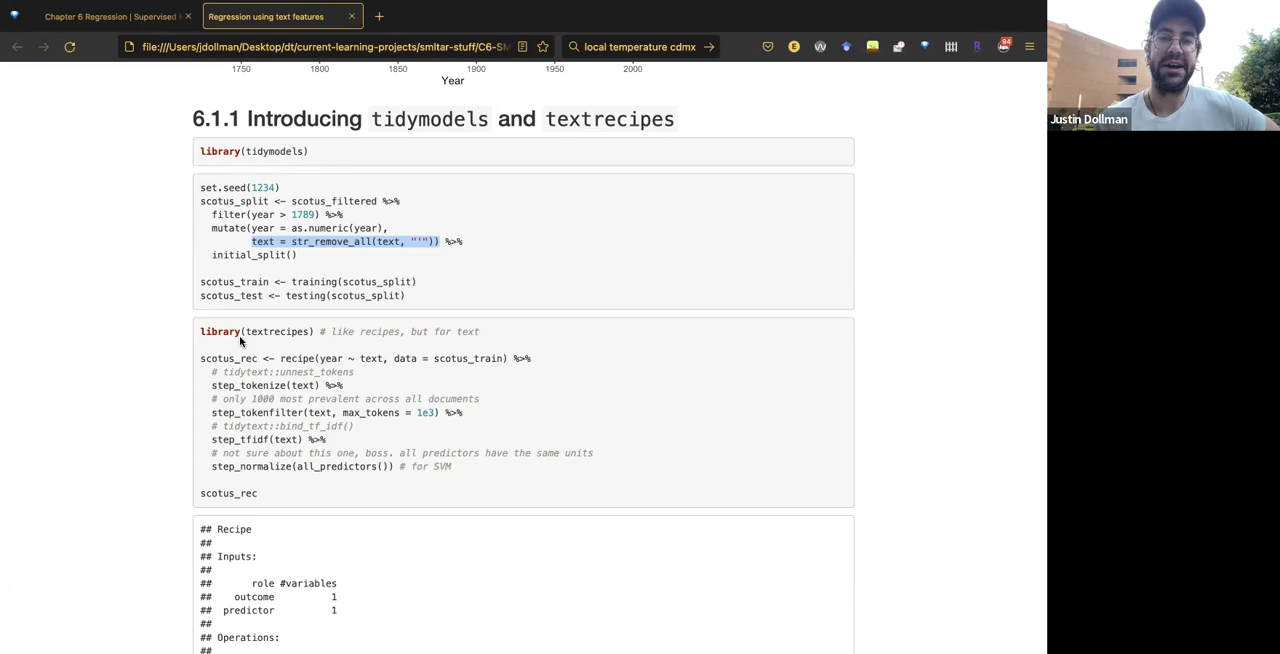 Chapter 6 Regression | Supervised
Regression using text features
file:///Users/jdollman/Desktop/dt/current-learning-projects/smltar-stuff/C6-SM
local temperature cdmx
E
W
R
94
1750 1800 1850 1900 1950 2000
Year
Justin Dollman
6.1.1 Introducing tidymodels and textrecipes
library(tidymodels)
set.seed(1234)
scotus_split <- scotus_filtered %>%
filter(year > 1789) %>%
mutate(year = as.numeric(year),
text = str_remove_all(text, "'")) %>%
initial_split()
scotus_train <- training(scotus_split)
scotus_test <- testing(scotus_split)
library(textrecipes) # like recipes, but for text
scotus_rec <- recipe(year ~ text, data = scotus_train) %>%
# tidytext::unnest_tokens
step_tokenize(text) %>%
# only 1000 most prevalent across all documents
step_tokenfilter(text, max_tokens = 1e3) %>%
# tidytext::bind_tf_idf()
step_tfidf(text) %>%
# not sure about this one, boss. all predictors have the same units
step_normalize(all_predictors()) # for SVM
scotus_rec
## Recipe
##
## Inputs:
##
## role #variables
## outcome 1
## predictor 1
##
## Operations:
##